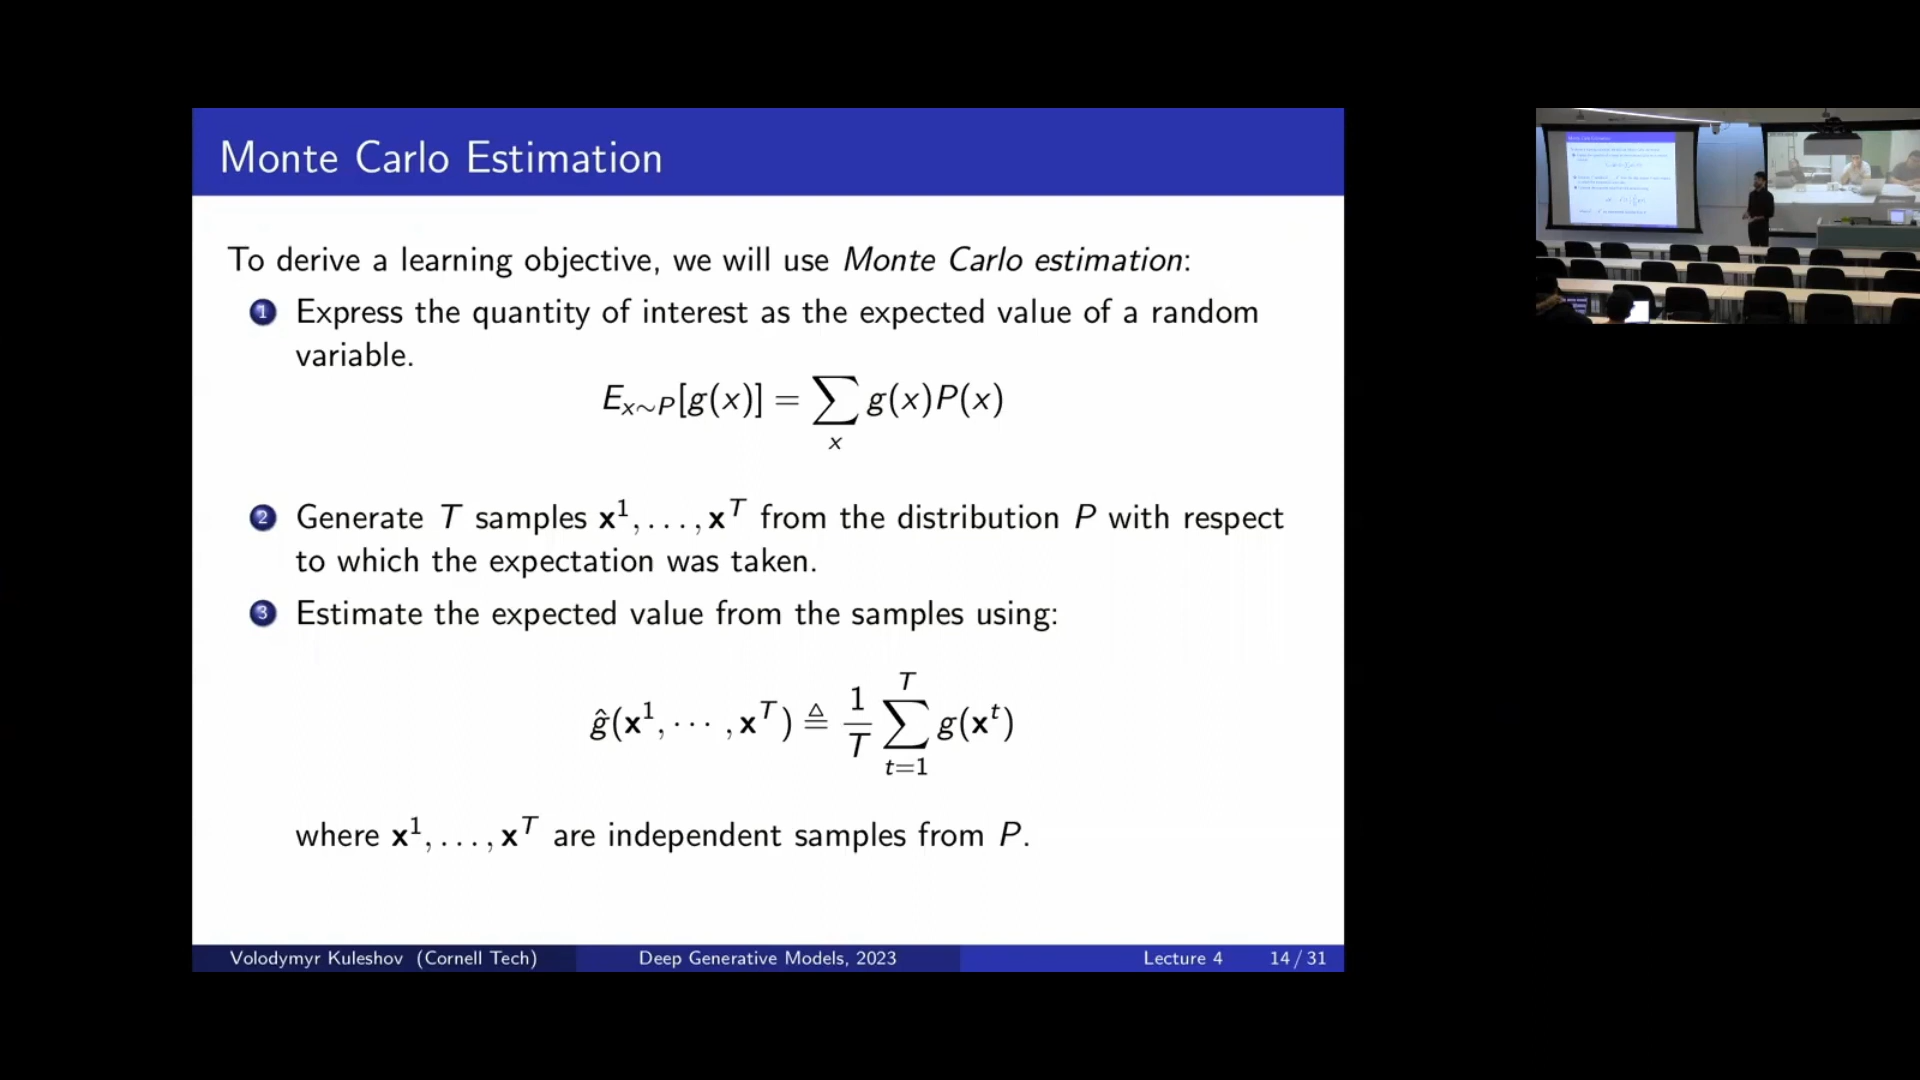 Monte Carlo Estimation
To derive a learning objective, we will use Monte Carlo estimation:
1 Express the quantity of interest as the expected value of a random
variable.
E_{x∼P}[g(x)] = ∑_x g(x)P(x)
2 Generate T samples x^1, . . . , x^T from the distribution P with respect
to which the expectation was taken.
3 Estimate the expected value from the samples using:
ĝ(x^1, · · · , x^T) ≜ 1/T ∑_{t=1}^T g(x^t)
where x^1, . . . , x^T are independent samples from P.
Volodymyr Kuleshov (Cornell Tech) Deep Generative Models, 2023 Lecture 4 14 / 31